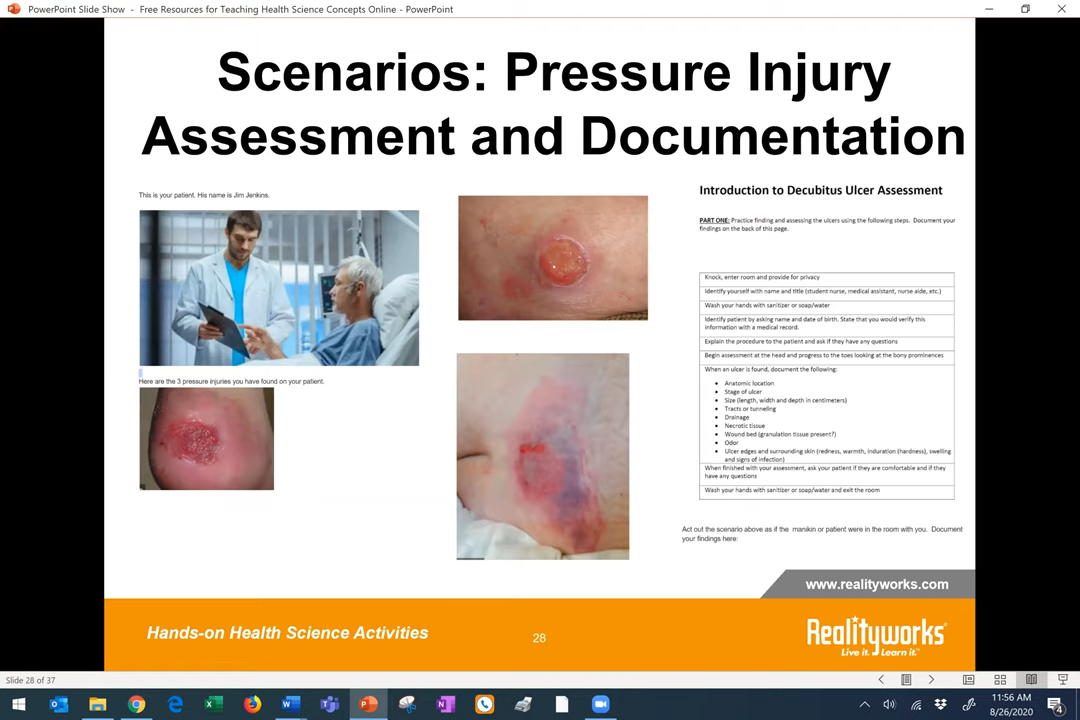 PowerPoint Slide Show - Free Resources for Teaching Health Science Concepts Online - PowerPoint
Scenarios: Pressure Injury
Assessment and Documentation
This is your patient. His name is Jim Jenkins.
Here are the 3 pressure injuries you have found on your patient.
Introduction to Decubitus Ulcer Assessment
PART ONE: Practice finding and assessing the ulcers using the following steps. Document your
findings on the back of this page.
Knock, enter room and provide for privacy
Identify yourself with name and title (student nurse, medical assistant, nurse aide, etc.)
Wash your hands with sanitizer or soap/water
Identify patient by asking name and date of birth. State that you would verify this
information with a medical record.
Explain the procedure to the patient and ask if they have any questions
Begin assessment at the head and progress to the toes looking at the bony prominences
When an ulcer is found, document the following:
• Anatomic location
• Stage of ulcer
• Size (length, width and depth in centimeters)
• Tracts or tunneling
• Drainage
• Necrotic tissue
• Wound bed (granulation tissue present?)
• Odor
• Ulcer edges and surrounding skin (redness, warmth, induration (hardness), swelling
and signs of infection)
When finished with your assessment, ask your patient if they are comfortable and if they
have any questions
Wash your hands with sanitizer or soap/water and exit the room
Act out the scenario above as if the manikin or patient were in the room with you. Document
your findings here:
www.realityworks.com
Hands-on Health Science Activities
28
Realityworks®
Live it. Learn it.™
Slide 28 of 37
11:56 AM
8/26/2020
4